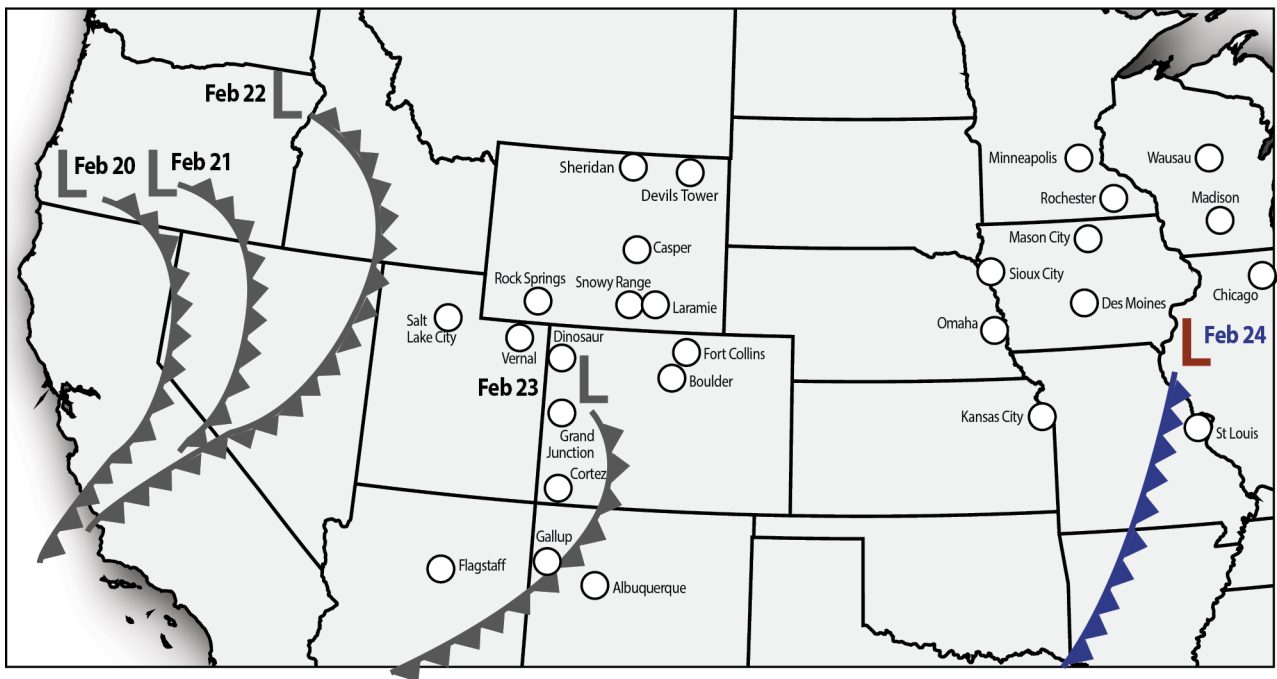 Feb 22
L
L
Feb 20
L
Feb 21
Sheridan
Devils Tower
Minneapolis
Wausau
Rochester
Madison
Mason City
Casper
Sioux City
Rock Springs
Snowy Range
Laramie
Des Moines
Chicago
Salt
Lake City
Vernal
Dinosaur
Fort Collins
Omaha
L
Feb 24
Feb 23
L
Boulder
Grand
Junction
Kansas City
St Louis
Cortez
Gallup
Flagstaff
Albuquerque